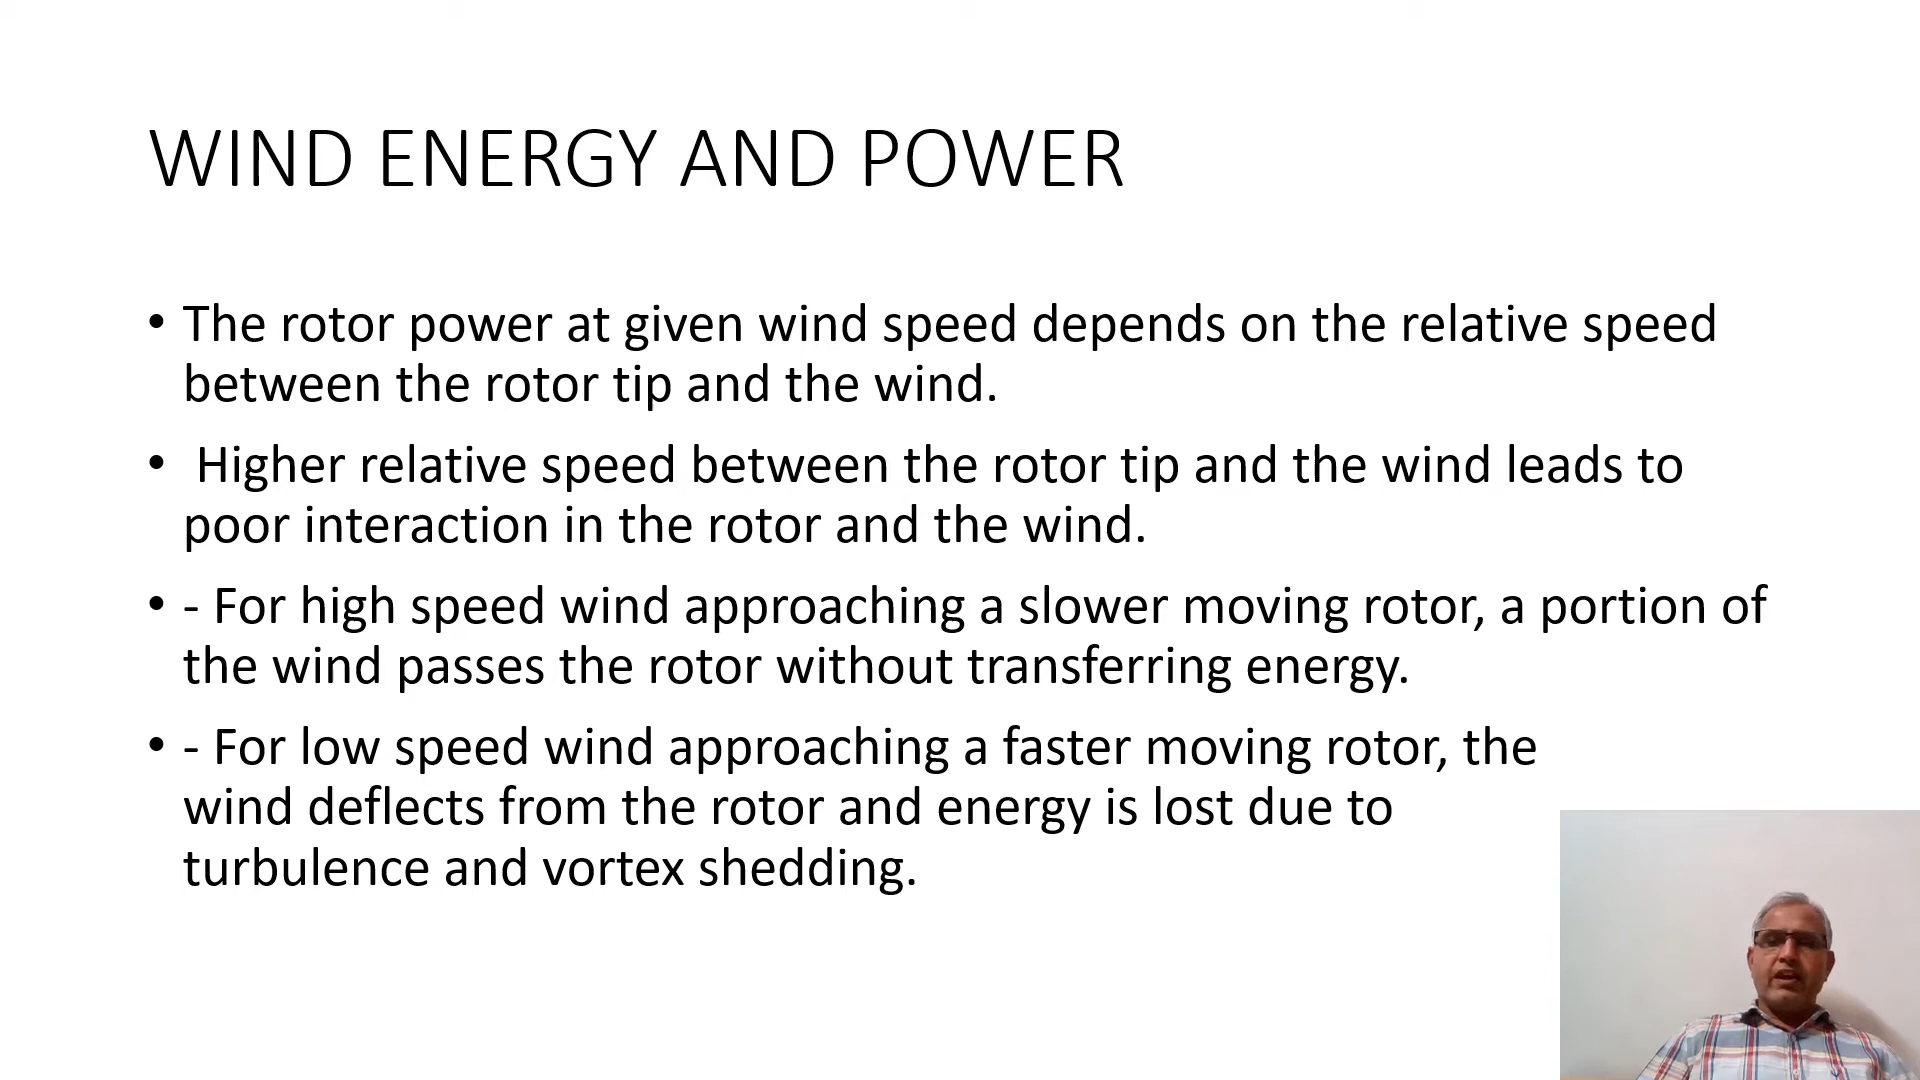 WIND ENERGY AND POWER
• The rotor power at given wind speed depends on the relative speed
between the rotor tip and the wind.
• Higher relative speed between the rotor tip and the wind leads to
poor interaction in the rotor and the wind.
• - For high speed wind approaching a slower moving rotor, a portion of
the wind passes the rotor without transferring energy.
• - For low speed wind approaching a faster moving rotor, the
wind deflects from the rotor and energy is lost due to
turbulence and vortex shedding.